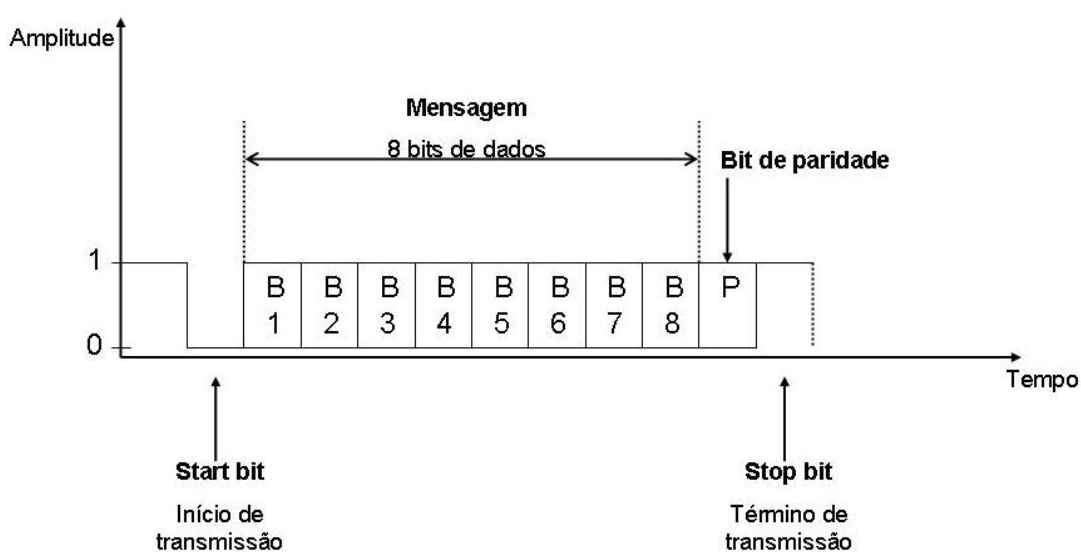 Amplitude
Mensagem
8 bits de dados
Bit de paridade
1
B B B B B B B B P
1 2 3 4 5 6 7 8
0
Tempo
Start bit
Início de
transmissão
Stop bit
Término de
transmissão